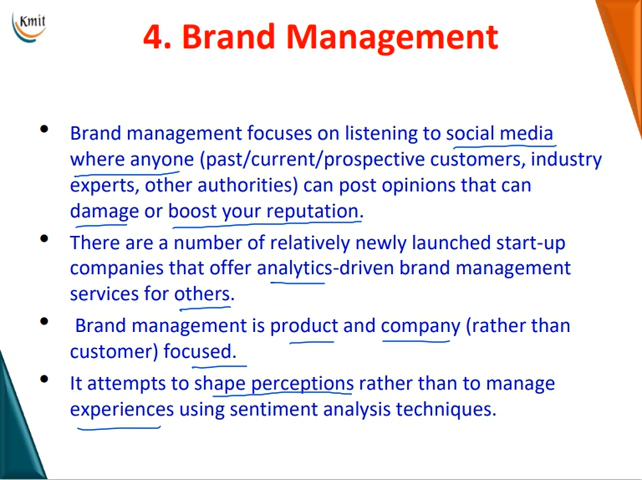 Kmit
4. Brand Management
• Brand management focuses on listening to social media
where anyone (past/current/prospective customers, industry
experts, other authorities) can post opinions that can
damage or boost your reputation.
• There are a number of relatively newly launched start-up
companies that offer analytics-driven brand management
services for others.
• Brand management is product and company (rather than
customer) focused.
• It attempts to shape perceptions rather than to manage
experiences using sentiment analysis techniques.